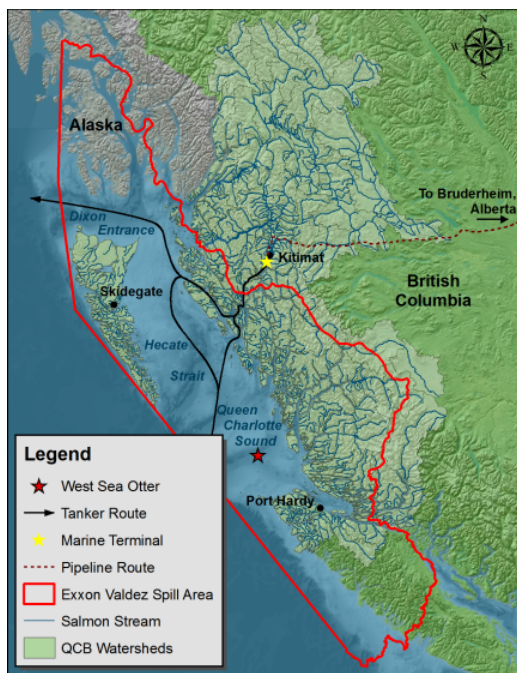 N
W E
S
Alaska
To Bruderheim,
Alberta
Dixon
Entrance
Kitimat
British
Columbia
Skidegate
Hecate
Strait
Queen
Charlotte
Sound
Port Hardy
Legend
West Sea Otter
Tanker Route
Marine Terminal
Pipeline Route
Exxon Valdez Spill Area
Salmon Stream
QCB Watersheds